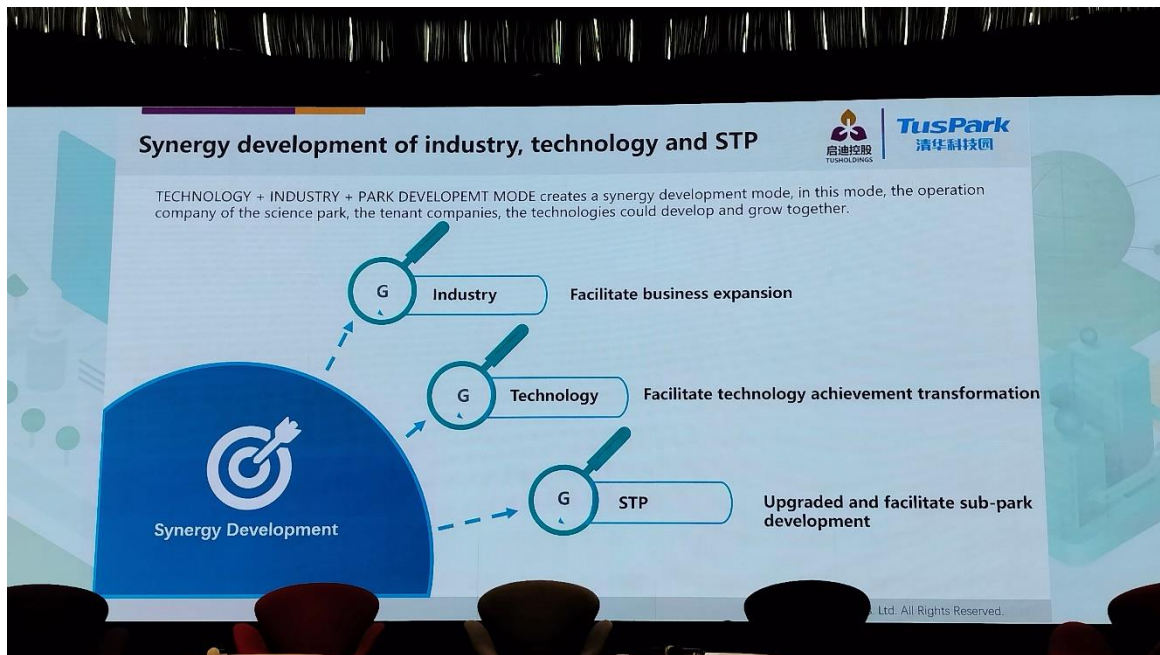 Synergy development of industry, technology and STP
启迪控股
TUSHOLDINGS
TusPark
清华科技园
TECHNOLOGY + INDUSTRY + PARK DEVELOPEMT MODE creates a synergy development mode, in this mode, the operation
company of the science park, the tenant companies, the technologies could develop and grow together.
G
Industry
Facilitate business expansion
G
Technology
Facilitate technology achievement transformation
G
STP
Upgraded and facilitate sub-park
development
Synergy Development
Ltd. All Rights Reserved.